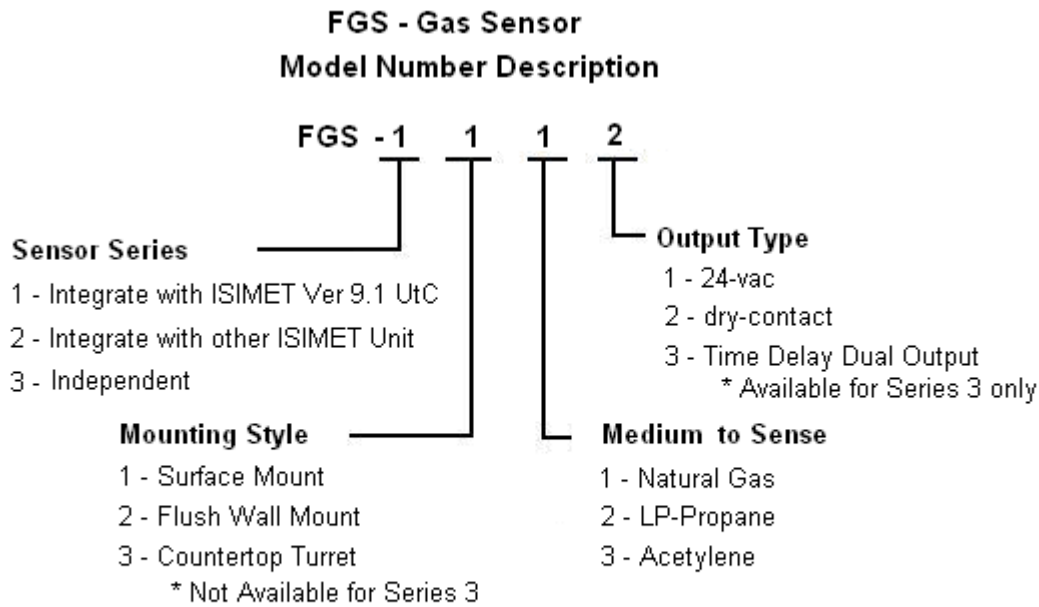 FGS - Gas Sensor
Model Number Description
FGS - 1 1 1 2
Sensor Series
1 - Integrate with ISIMET Ver 9.1 UtC
2 - Integrate with other ISIMET Unit
3 - Independent
Output Type
1 - 24-vac
2 - dry-contact
3 - Time Delay Dual Output
* Available for Series 3 only
Mounting Style
1 - Surface Mount
2 - Flush Wall Mount
3 - Countertop Turret
* Not Available for Series 3
Medium to Sense
1 - Natural Gas
2 - LP-Propane
3 - Acetylene